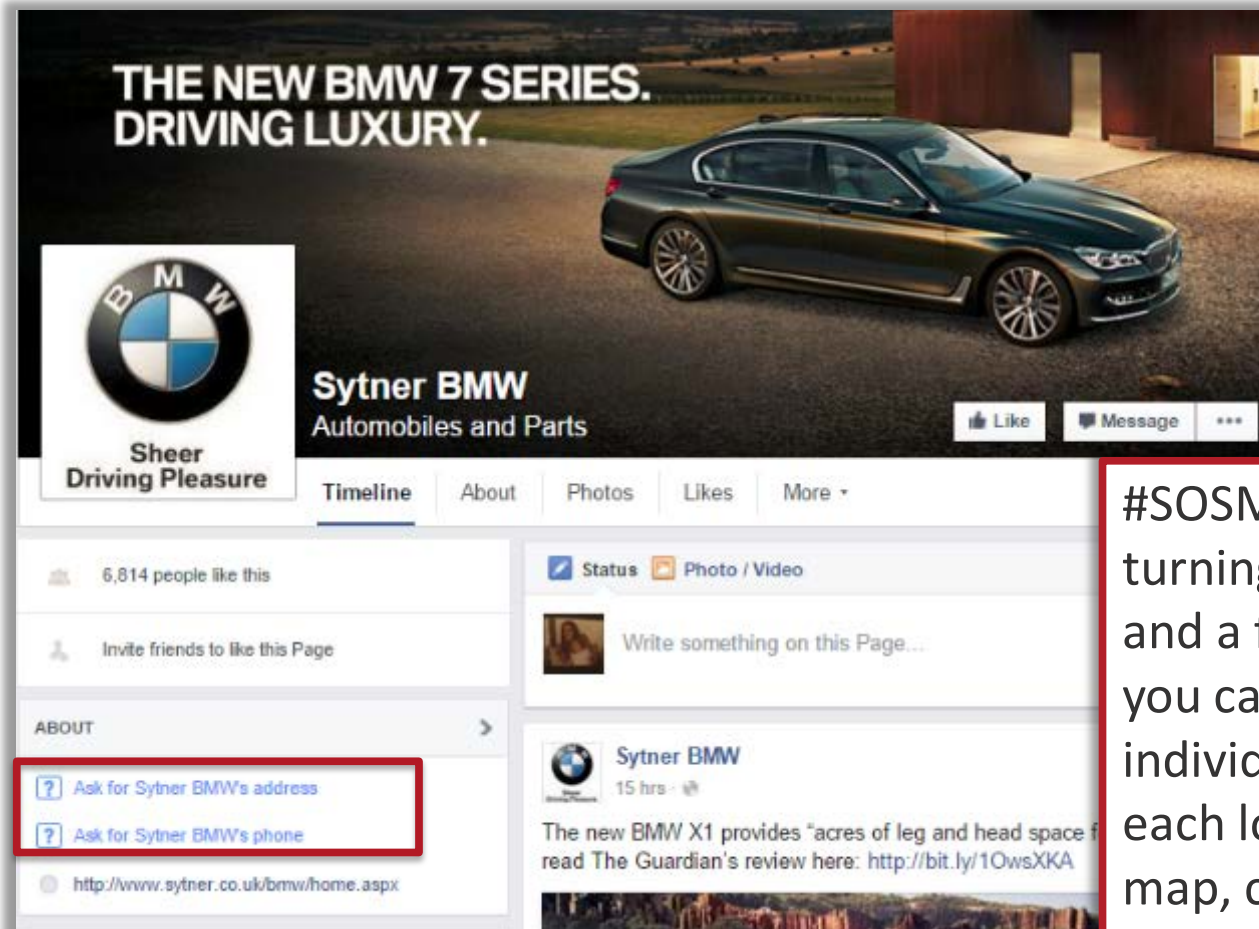 THE NEW BMW 7 SERIES.
DRIVING LUXURY.
BMW
Sheer
Driving Pleasure
Sytner BMW
Automobiles and Parts
Like
Message
Timeline About Photos Likes More
6,814 people like this
Invite friends to like this Page
ABOUT
? Ask for Sytner BMW's address
? Ask for Sytner BMW's phone
http://www.sytner.co.uk/bmw/home.aspx
Status Photo / Video
Write something on this Page...
Sytner BMW
15 hrs
The new BMW X1 provides "acres of leg and head space
read The Guardian's review here: http://bit.ly/1OwsXKA
and a
each
map,